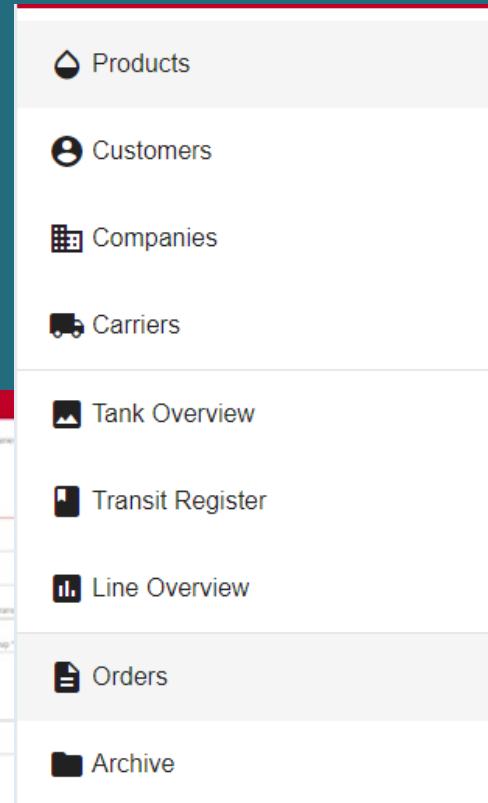 Products
Customers
Companies
Carriers
Tank Overview
Transit Register
Line Overview
Orders
Archive